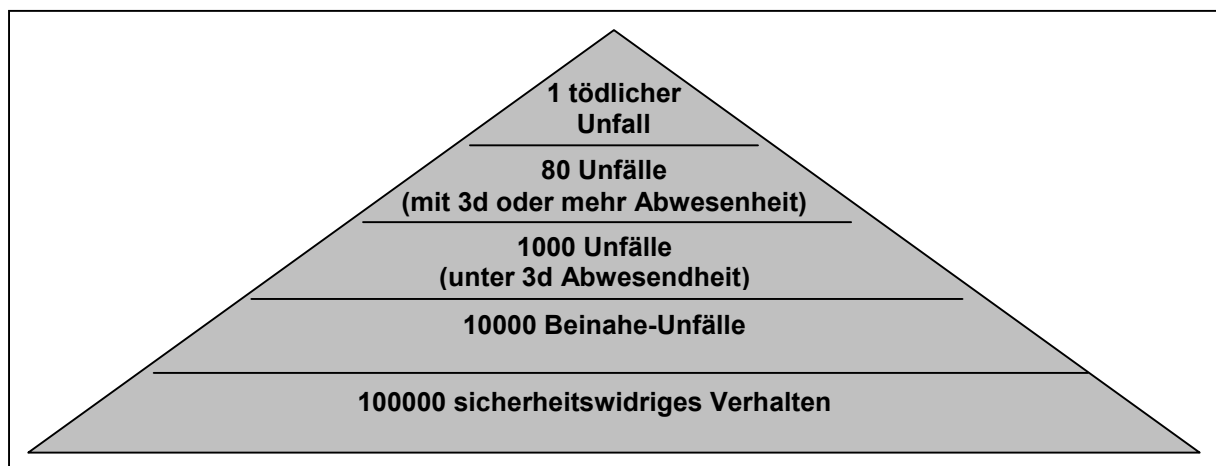 1 tödlicher
Unfall
80 Unfälle
(mit 3d oder mehr Abwesenheit)
1000 Unfälle
(unter 3d Abwesendheit)
10000 Beinahe-Unfälle
100000 sicherheitswidriges Verhalten